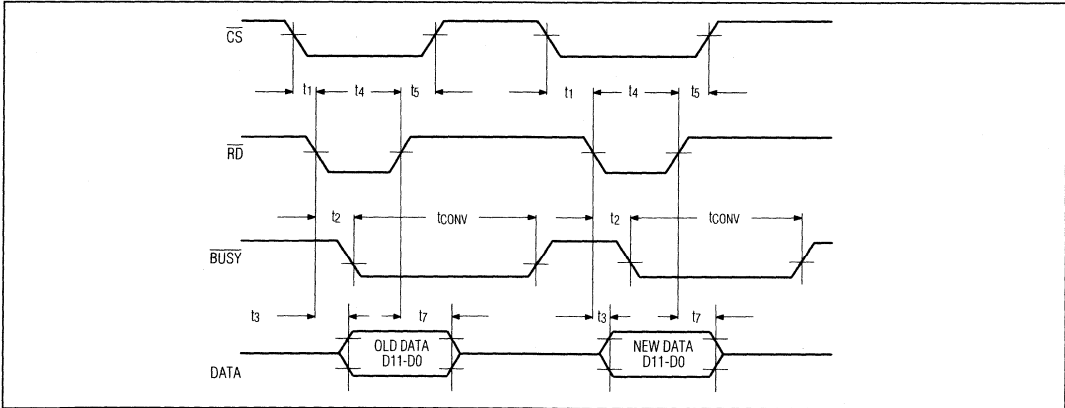 CS
t1 t4 t5 t1 t4 t5
RD
t2 tCONV t2 tCONV
BUSY
t3 t7 t3 t7
OLD DATA
D11-D0
NEW DATA
D11-D0
DATA